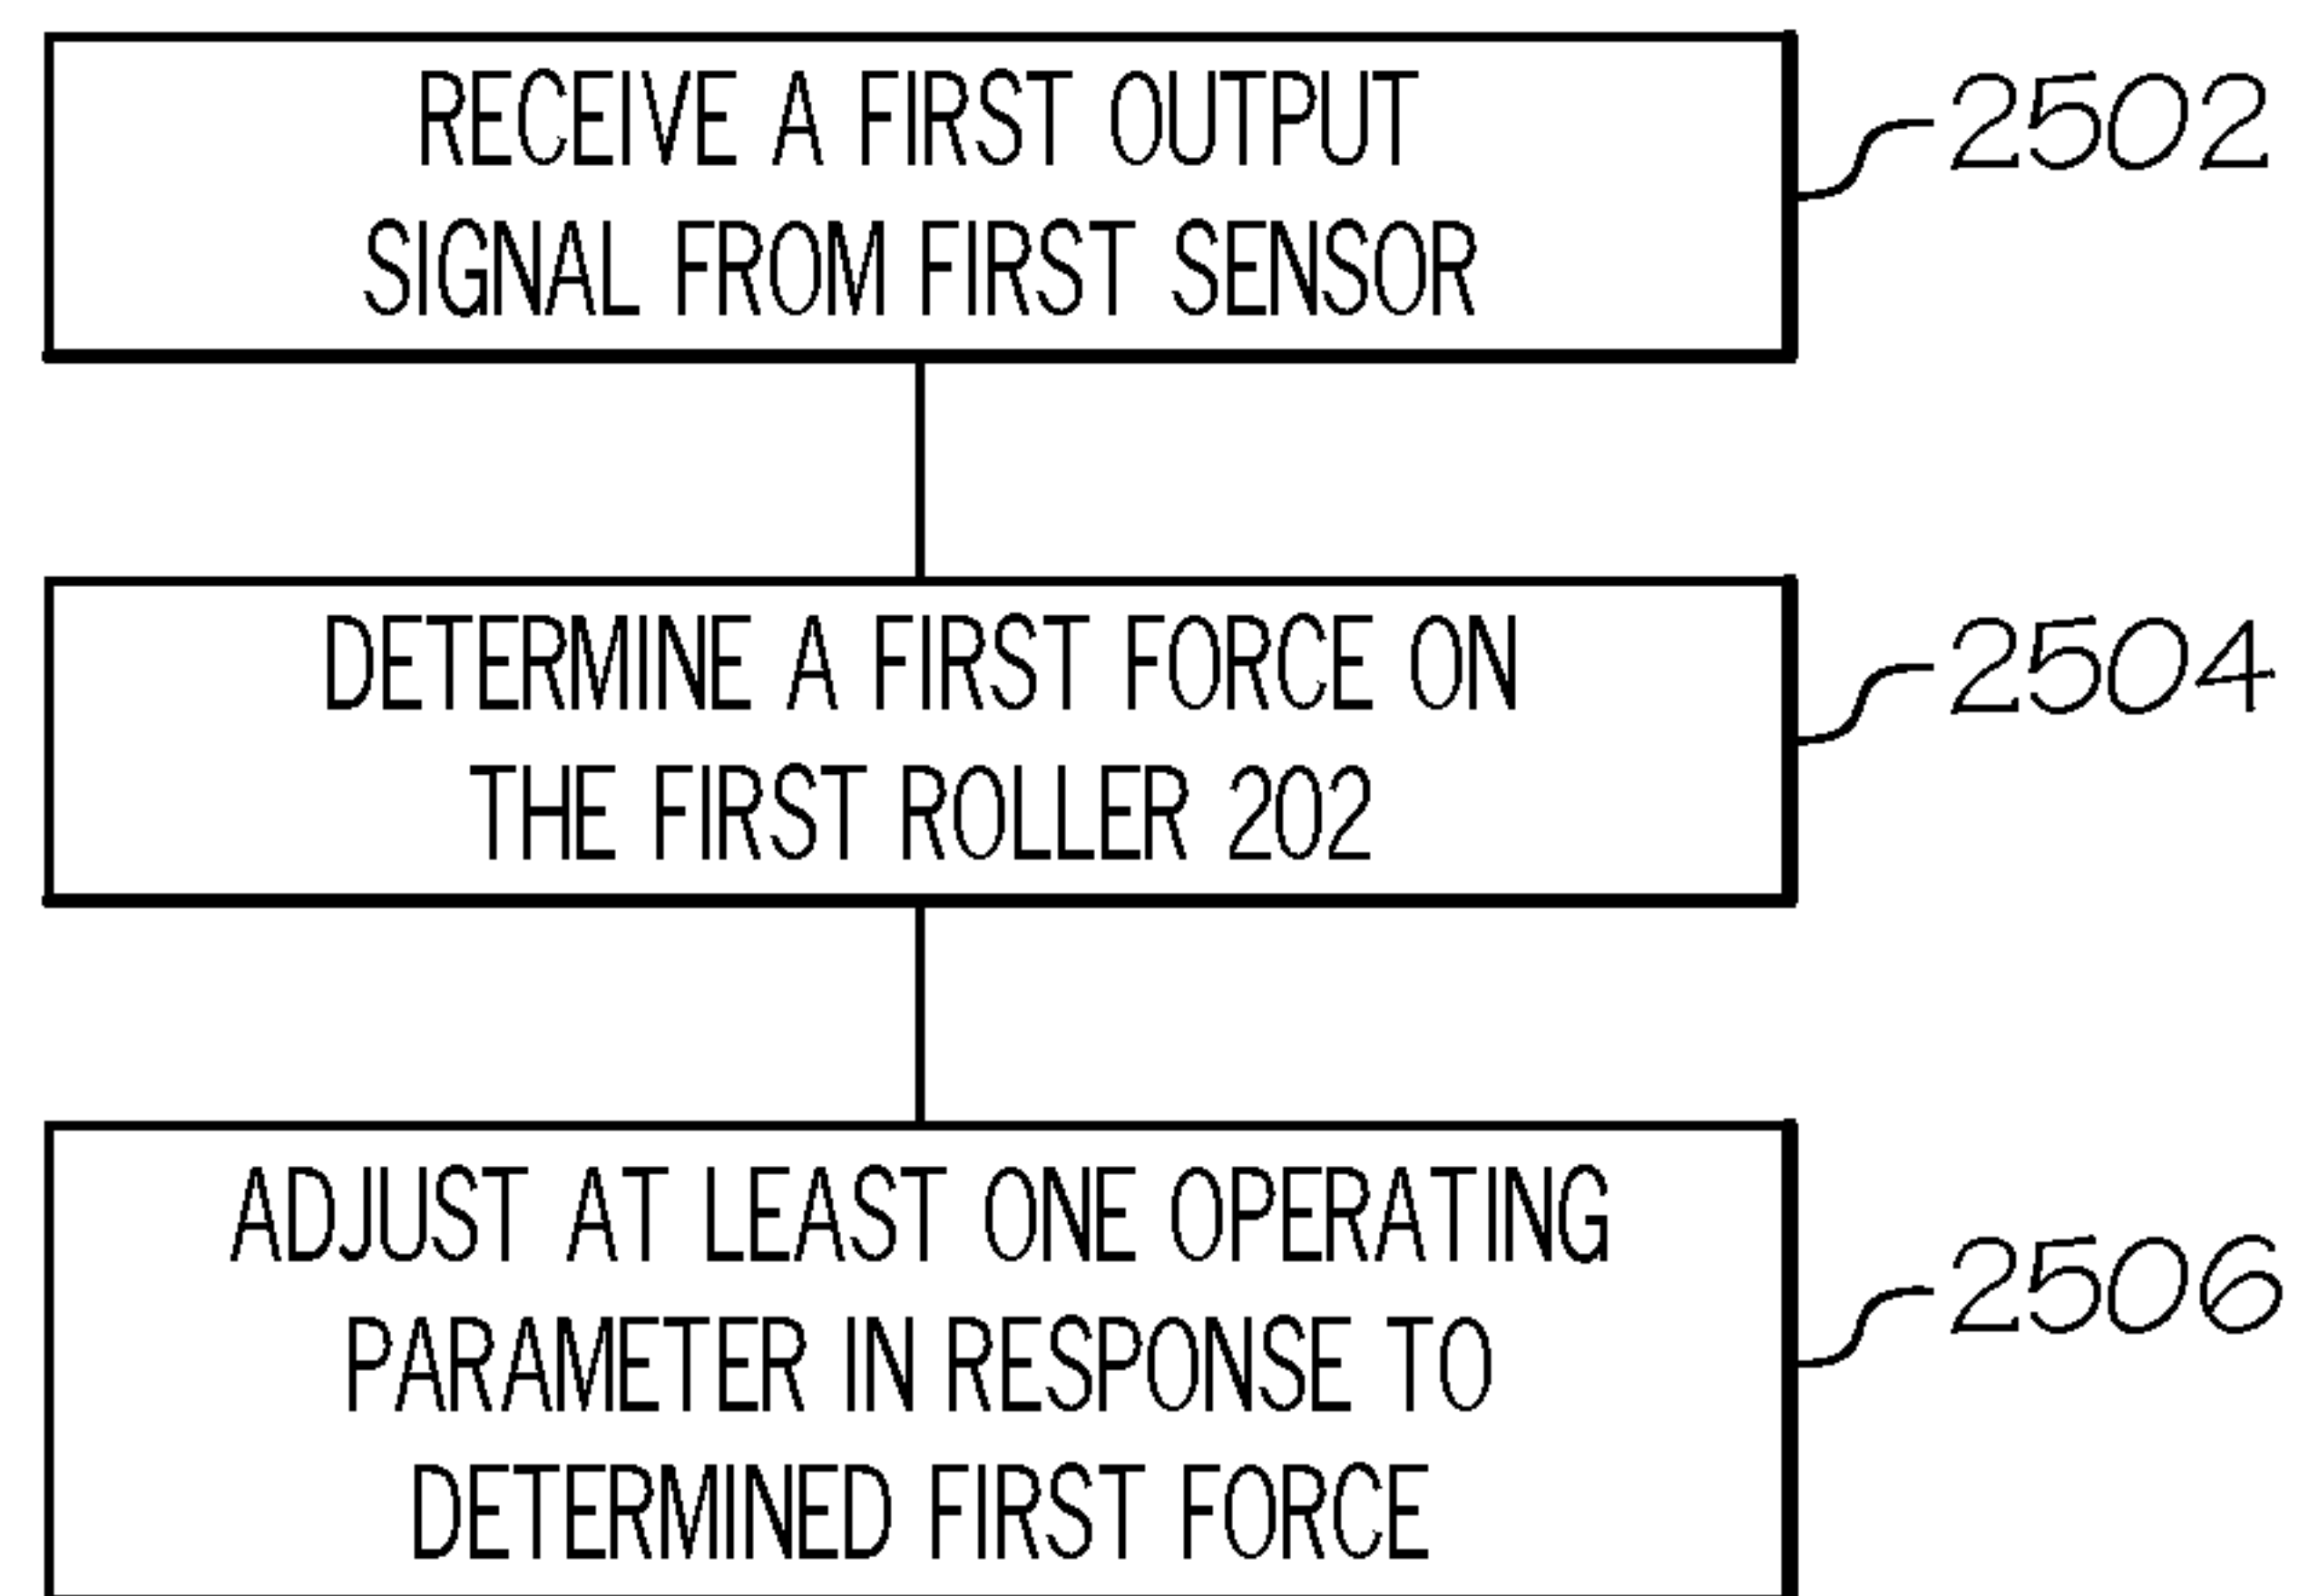 RECEIVE A FIRST OUTPUT
SIGNAL FROM FIRST SENSOR
2502
DETERMINE A FIRST FORCE ON
THE FIRST ROLLER 202
2504
ADJUST AT LEAST ONE OPERATING
PARAMETER IN RESPONSE TO
DETERMINED FIRST FORCE
2506